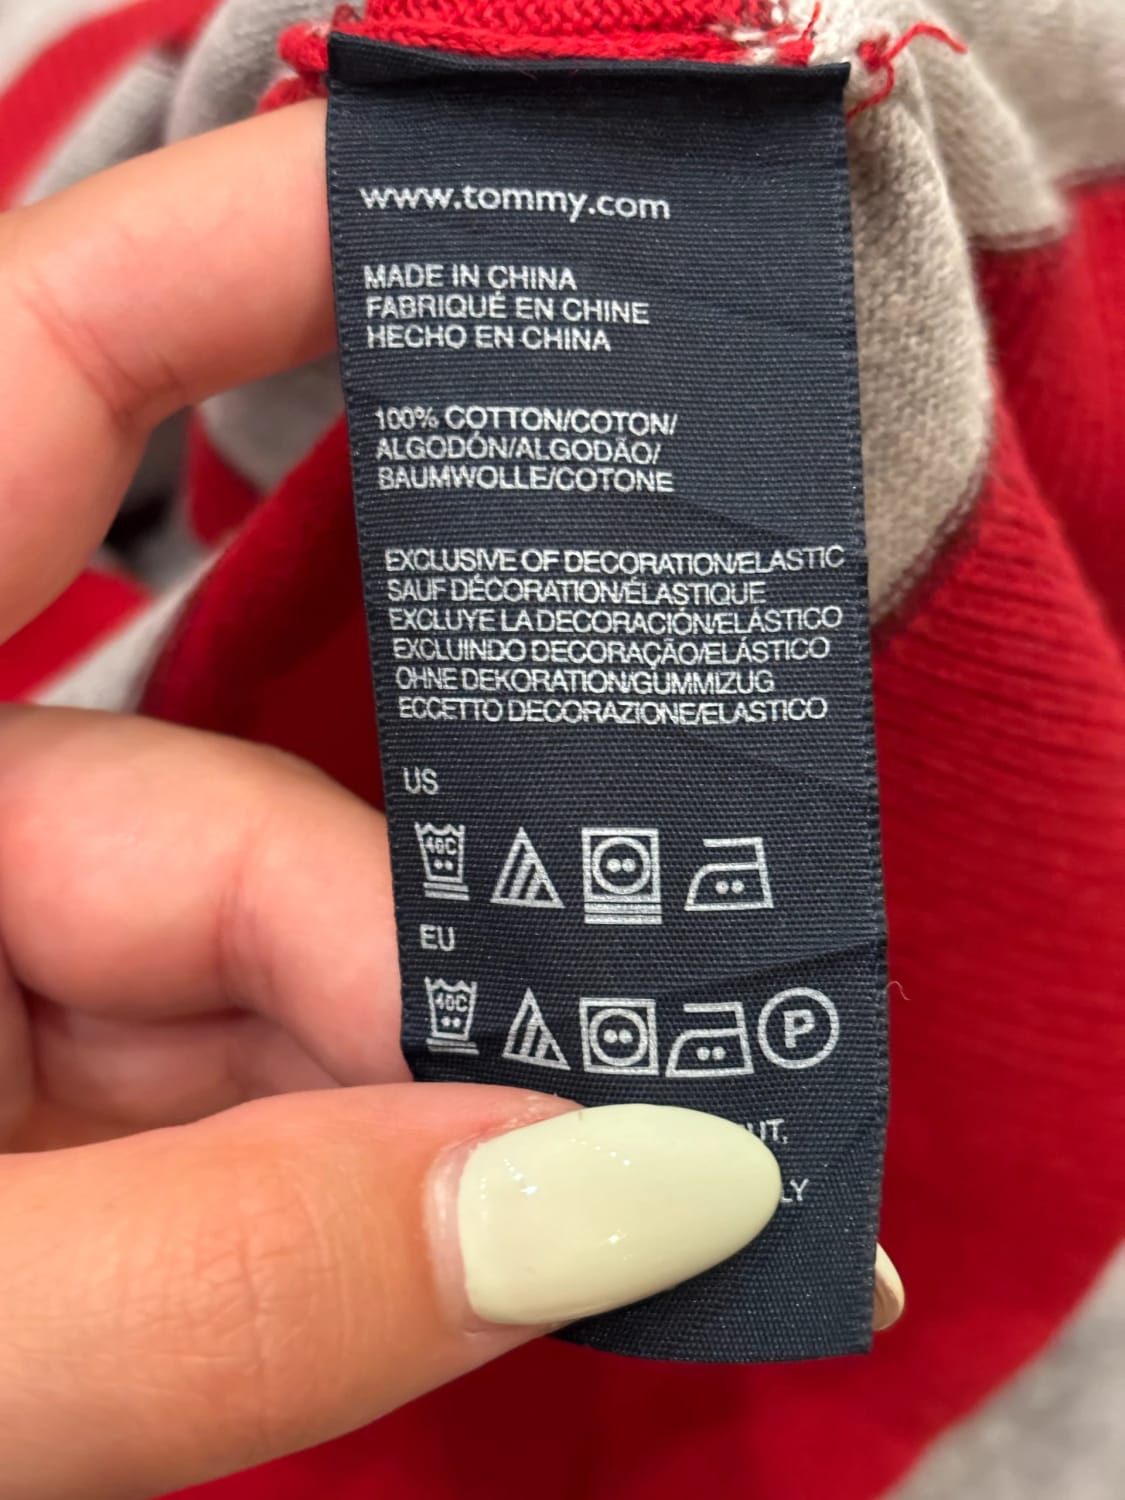 www.tommy.com
MADE IN CHINA
FABRIQUÉ EN CHINE
HECHO EN CHINA
100% COTTON/COTON/
ALGODÓN/ALGODÃO/
BAUMWOLLE/COTONE
EXCLUSIVE OF DECORATION/ELASTIC
SAUF DÉCORATION/ÉLASTIQUE
EXCLUYE LA DECORACIÓN/ELÁSTICO
EXCLUINDO DECORAÇÃO/ELÁSTICO
OHNE DEKORATION/GUMMIZUG
ECCETTO DECORAZIONE/ELASTICO
US
40C
EU
40C P